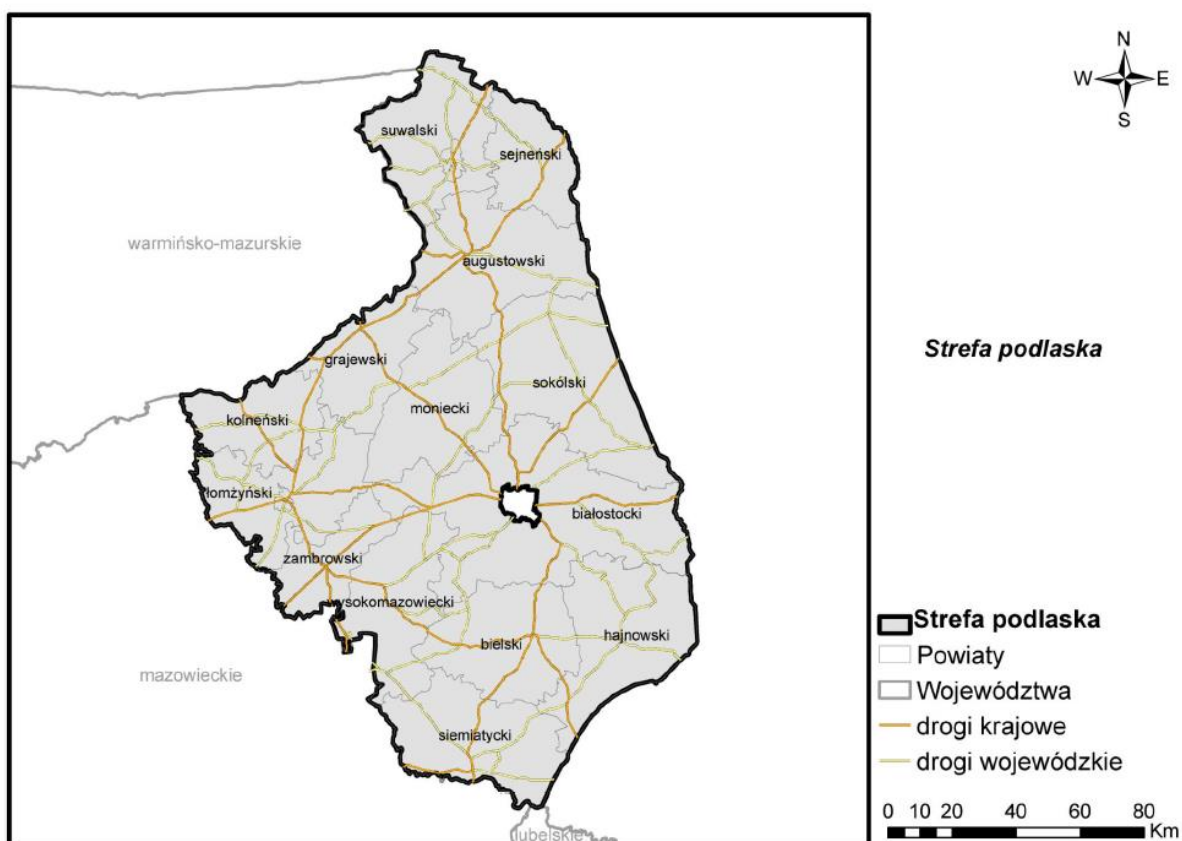 N
W E
S
suwalski
sejneński
warmińsko-mazurskie
augustowski
Strefa podlaska
grajewski
sokólski
moniecki
kolneński
łomżyński
białostocki
zambrowski
wysokomazowiecki
Strefa podlaska
hajnowski
bielski
Powiaty
mazowieckie
Województwa
siemiatycki
drogi krajowe
drogi wojewódzkie
0 10 20 40 60 80
Km
lubelskie